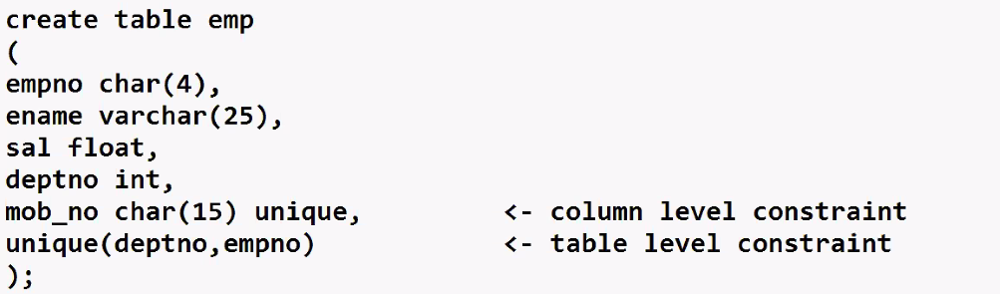 create table emp
(
empno char(4),
ename varchar(25),
sal float,
deptno int,
mob_no char(15) unique, <- column level constraint
unique(deptno,empno) <- table level constraint
);